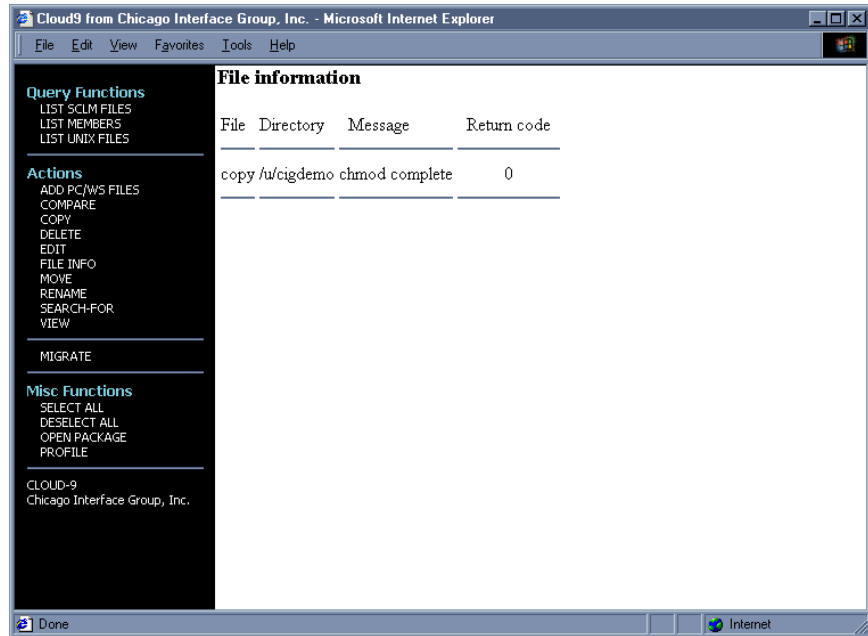 Cloud9 from Chicago Interface Group, Inc. - Microsoft Internet Explorer
File Edit View Favorites Tools Help
Query Functions
LIST SCLM FILES
LIST MEMBERS
LIST UNIX FILES
Actions
ADD PC/WS FILES
COMPARE
COPY
DELETE
EDIT
FILE INFO
MOVE
RENAME
SEARCH-FOR
VIEW
MIGRATE
Misc Functions
SELECT ALL
DESELECT ALL
OPEN PACKAGE
PROFILE
CLOUD-9
Chicago Interface Group, Inc.
File information
File Directory Message Return code
copy /u/cigdemo chmod complete 0
Done
Internet